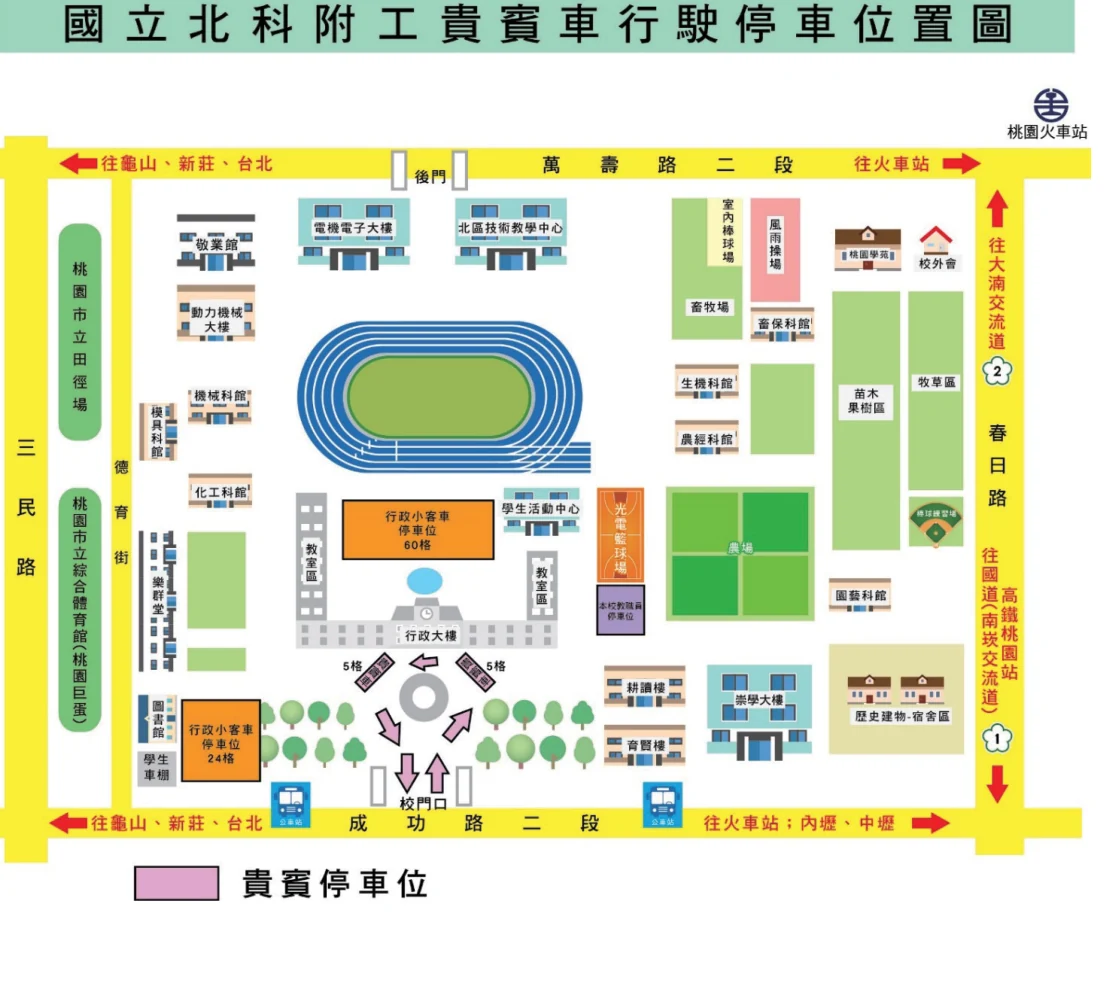 國立北科附工貴賓車行駛停車位置圖
桃園火車站
往龜山、新莊、台北
後門
萬壽路二段
往火車站
敬業館
電機電子大樓
北區技術教學中心
室內棒球場
風雨操場
桃園學苑
校外會
往大湳交流道
2
桃園市立田徑場
動力機械
大樓
畜牧場
畜保科館
生機科館
苗木
果樹區
牧草區
機械科館
模具科館
農經科館
春日路
三民路
德育街
化工科館
行政小客車
停車位
60格
學生活動中心
光電籃球場
棒球練習場
教室區
教室區
農場
桃園市立綜合體育館(桃園巨蛋)
樂群堂
本校教職員
停車位
園藝科館
往國道(南崁交流道)
高鐵桃園站
1
行政大樓
5格
貴賓車
貴賓車
5格
耕讀樓
崇學大樓
歷史建物-宿舍區
圖書館
行政小客車
停車位
24格
育賢樓
學生
車棚
校門口
公車站
公車站
往龜山、新莊、台北
成功路二段
往火車站；內壢、中壢
貴賓停車位